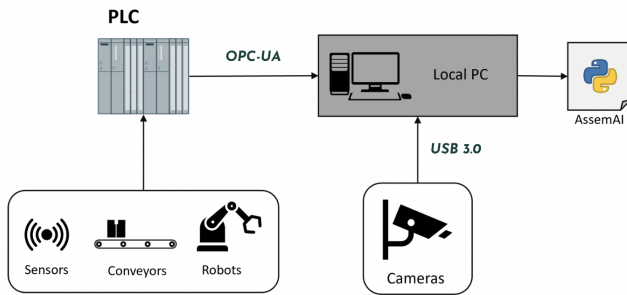 PLC
OPC-UA
Local PC
AssemAI
USB 3.0
Sensors
Conveyors
Robots
Cameras